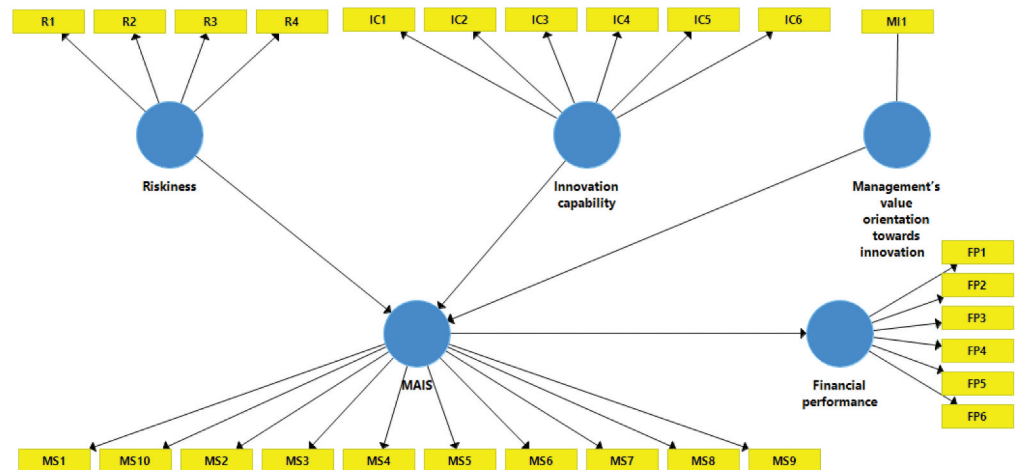 R1
R2
R3
R4
IC1
IC2
IC3
IC4
IC5
IC6
MI1
Riskiness
Innovation
capability
Management's
value
orientation
towards
innovation
FP1
FP2
FP3
FP4
FP5
FP6
MAIS
Financial
performance
MS1
MS10
MS2
MS3
MS4
MS5
MS6
MS7
MS8
MS9